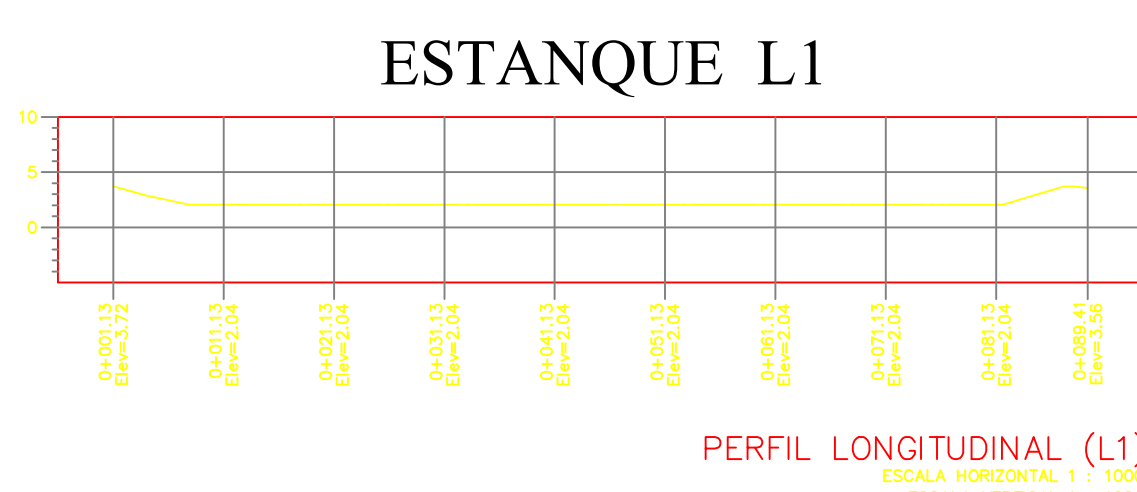 ESTANQUE L1
10
5
0
0+001.13
Elev=3.72
0+011.13
Elev=2.04
0+021.13
Elev=2.04
0+031.13
Elev=2.04
0+041.13
Elev=2.04
0+051.13
Elev=2.04
0+061.13
Elev=2.04
0+071.13
Elev=2.04
0+081.13
Elev=2.04
0+089.41
Elev=3.56
PERFIL LONGITUDINAL (L1)
ESCALA HORIZONTAL 1 : 1000